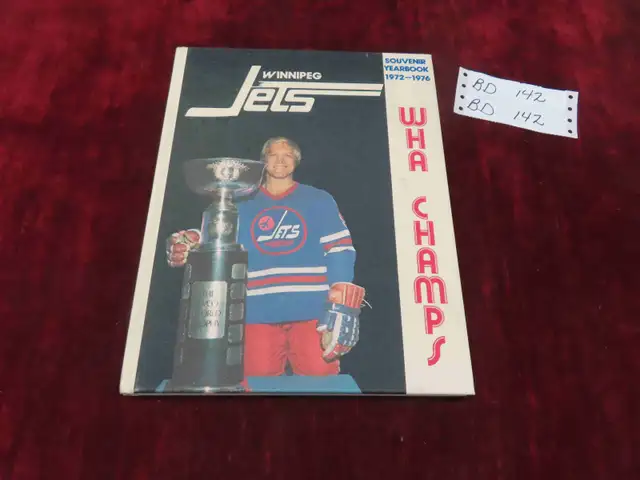 WINNIPEG
Jets
SOUVENIR
YEARBOOK
1972-1976
WHA CHAMPS
JETS
BD 142
BD 142